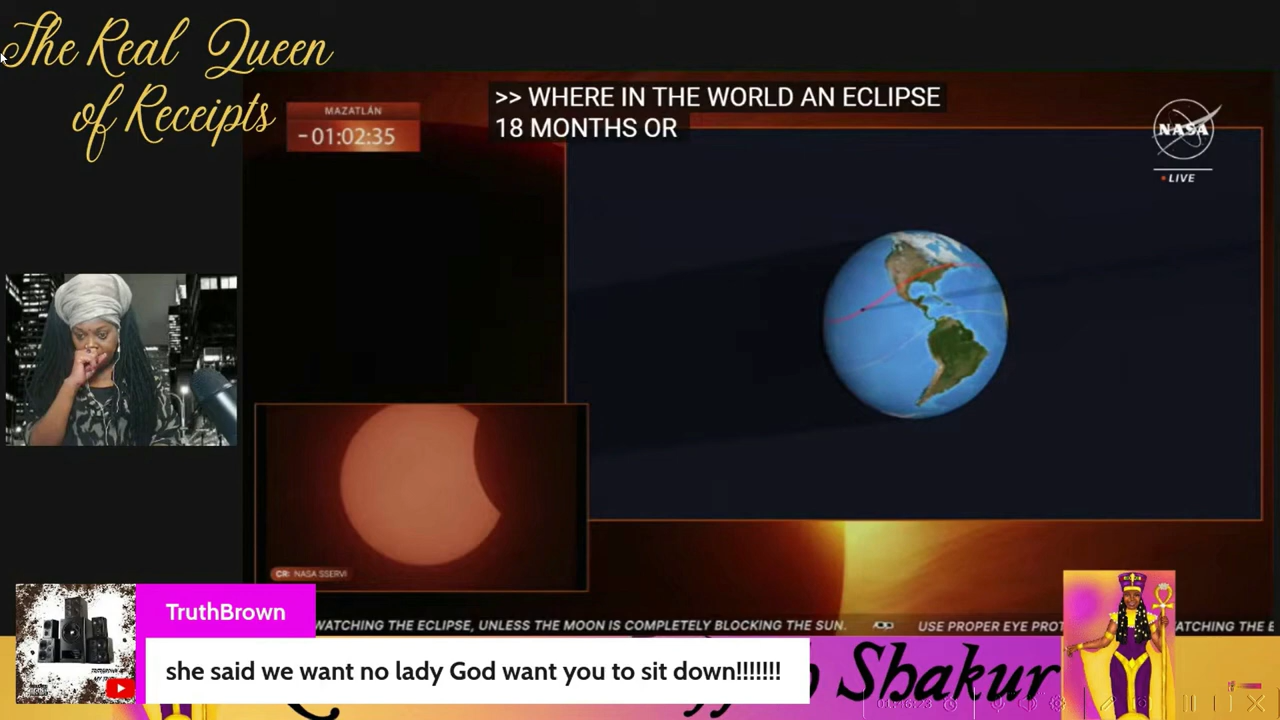 The Real Queen
of Receipts
MAZATLÁN
-01:02:35
>> WHERE IN THE WORLD AN ECLIPSE
18 MONTHS OR
NASA
LIVE
CR: NASA SSERVI
TruthBrown
WATCHING THE ECLIPSE, UNLESS THE MOON IS COMPLETELY BLOCKING THE SUN.
USE PROPER EYE
ATCHING THE E
she said we want no lady God want you to sit down!!!!!!!
Shakur